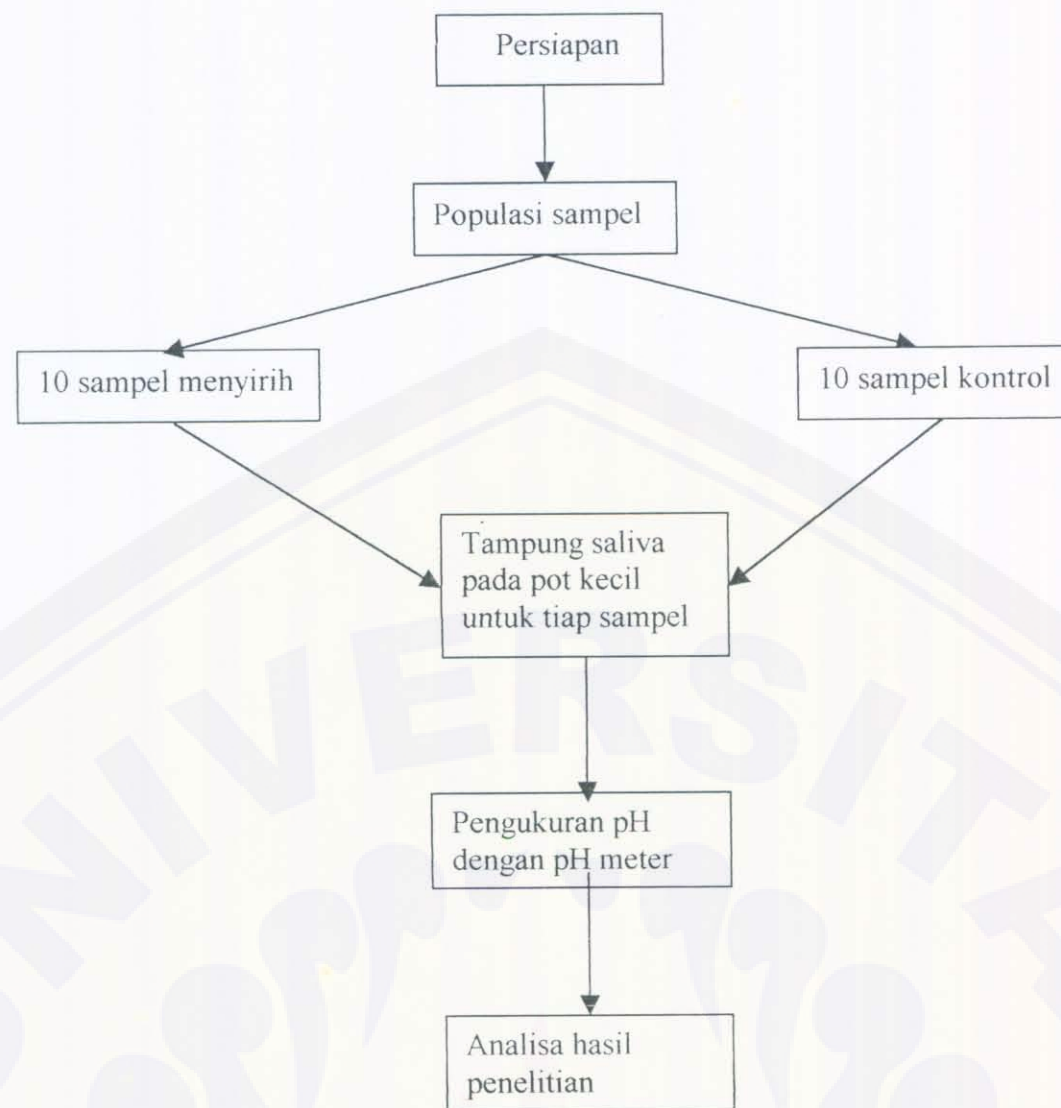 Persiapan
Populasi sampel
10 sampel menyirih
10 sampel kontrol
Tampung saliva
pada pot kecil
untuk tiap sampel
Pengukuran pH
dengan pH meter
Analisa hasil
penelitian
UNIVERSITA